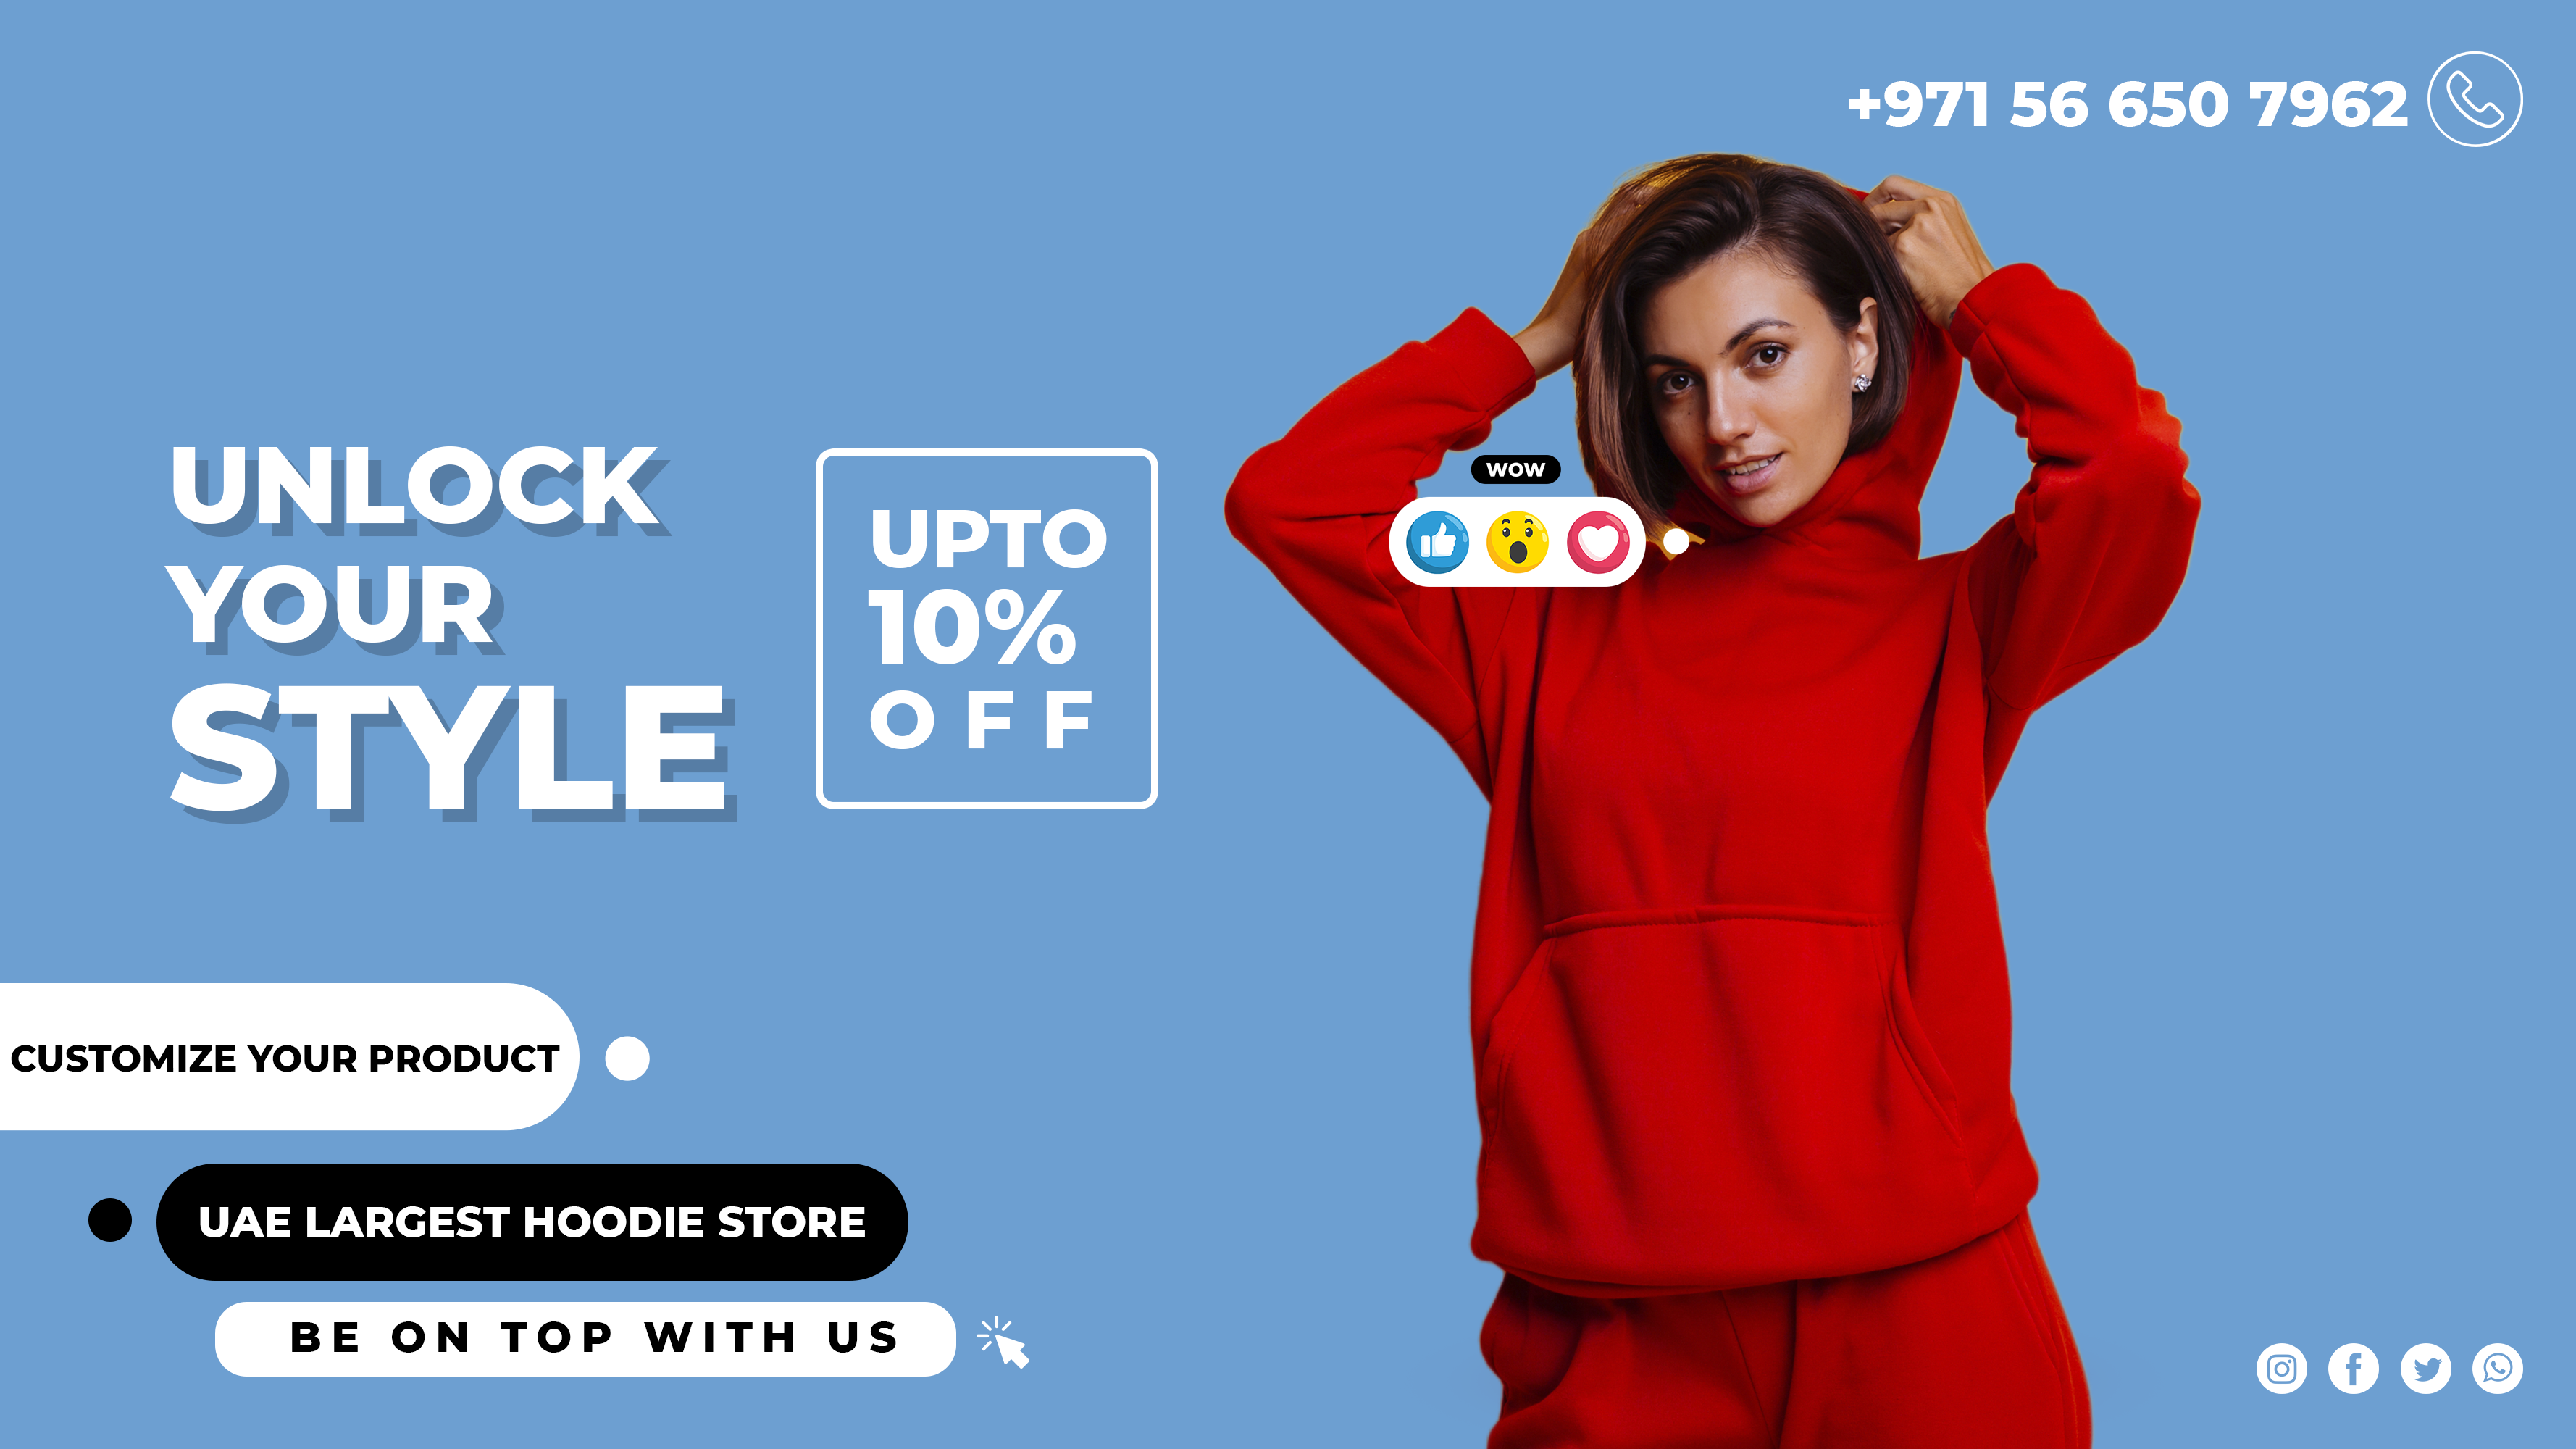 +971 56 650 7962
UNLOCK
YOUR
STYLE
UPTO
10%
OFF
WOW
CUSTOMIZE YOUR PRODUCT
UAE LARGEST HOODIE STORE
BE ON TOP WITH US